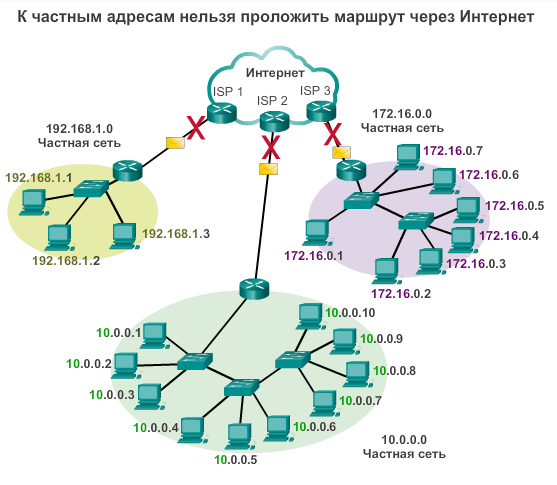 К частным адресам нельзя проложить маршрут через Интернет
Интернет
ISP 1
ISP 2
ISP 3
192.168.1.0
Частная сеть
192.168.1.1
192.168.1.2
192.168.1.3
172.16.0.0
Частная сеть
172.16.0.7
172.16.0.6
172.16.0.5
172.16.0.4
172.16.0.3
172.16.0.2
172.16.0.1
10.0.0.1
10.0.0.2
10.0.0.3
10.0.0.4
10.0.0.5
10.0.0.6
10.0.0.7
10.0.0.8
10.0.0.9
10.0.0.10
10.0.0.0
Частная сеть